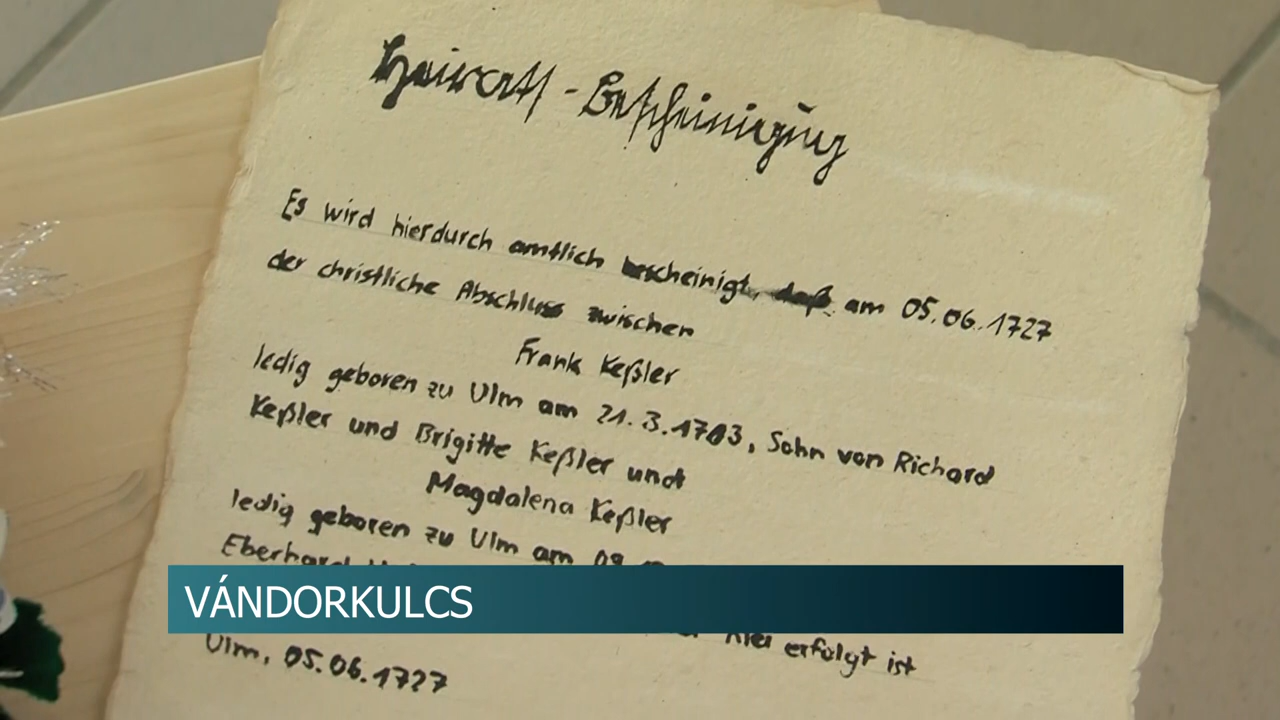 Heirats-Bescheinigung
Es wird hierdurch amtlich bescheinigt, daß am 05.06.1727
der christliche Abschluss zwischen
Frank Keßler
ledig geboren zu Ulm am 21.3.1703, Sohn von Richard
Keßler und Brigitte Keßler und
Magdalena Keßler
ledig geboren zu Ulm am 09
Eberhard
VÁNDORKULCS
erfolgt ist
Ulm, 05.06.1727